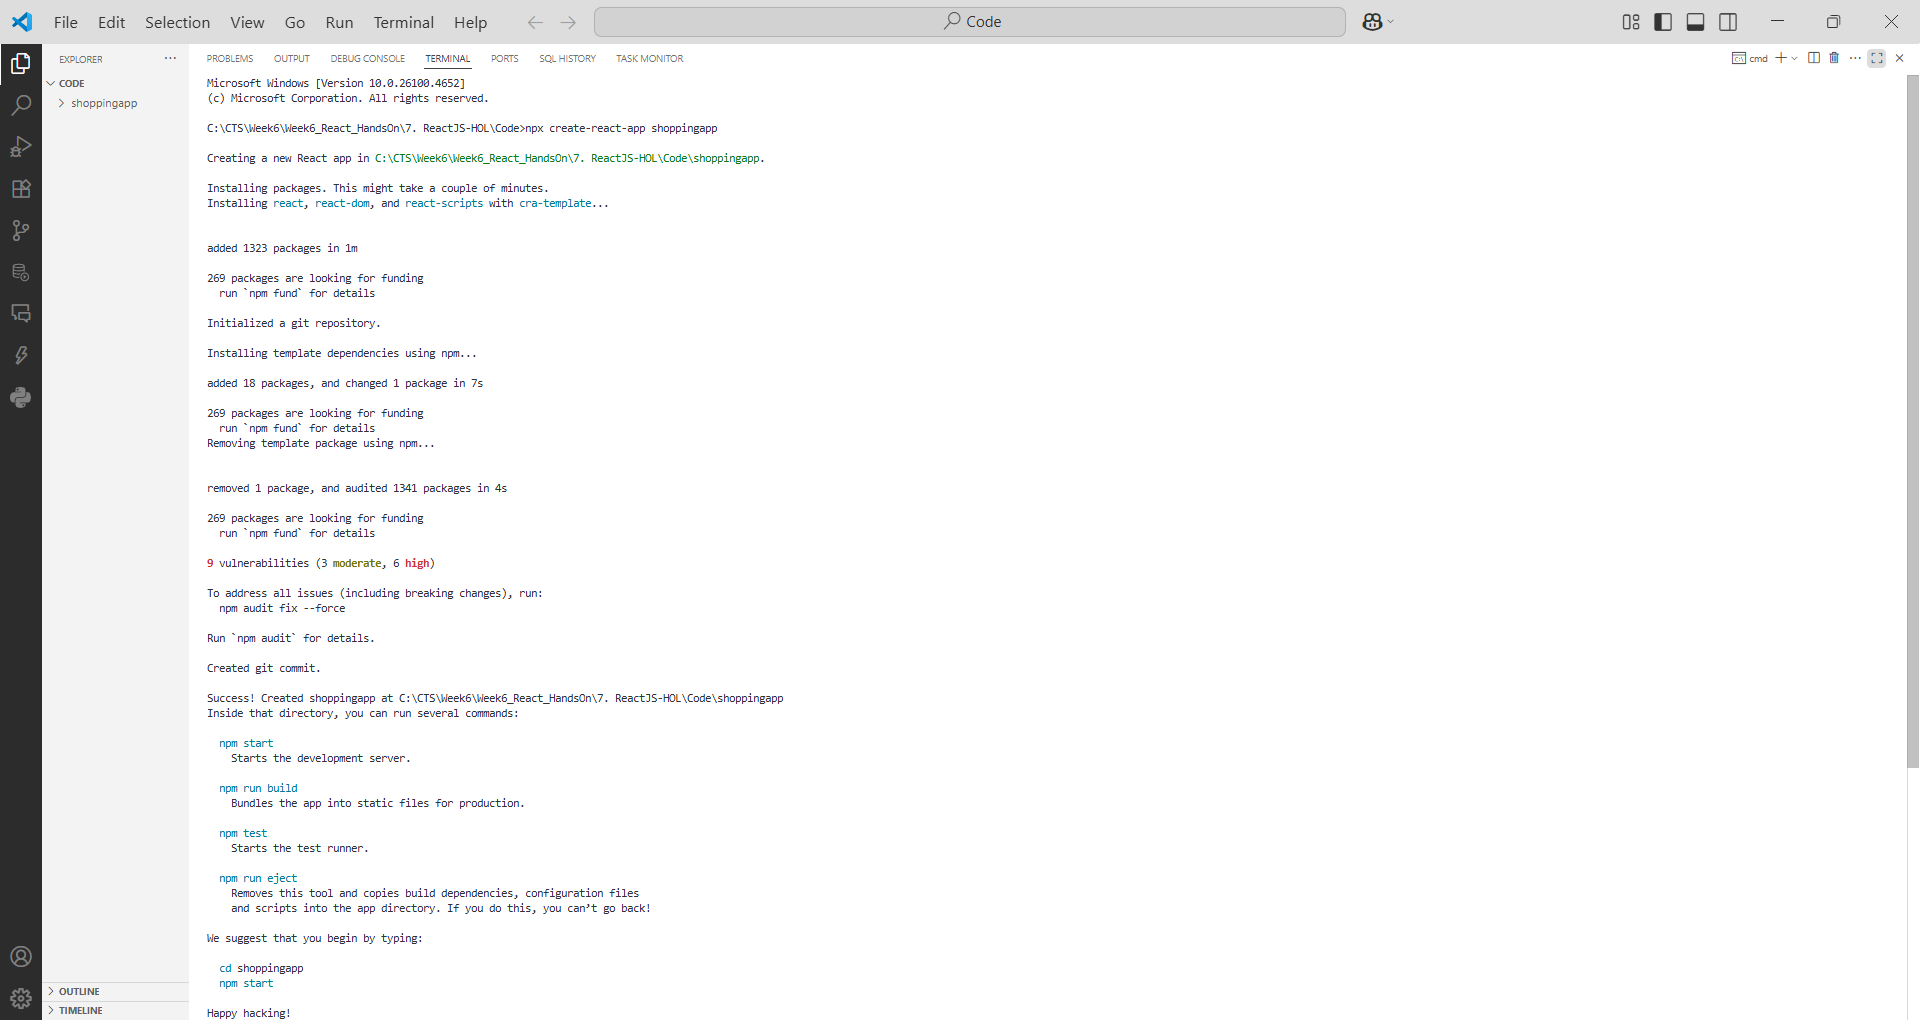 File Edit Selection View Go Run Terminal Help Code
EXPLORER
CODE
shoppingapp
OUTLINE
TIMELINE
PROBLEMS OUTPUT DEBUG CONSOLE TERMINAL PORTS SQL HISTORY TASK MONITOR cmd
Microsoft Windows [Version 10.0.26100.4652]
(c) Microsoft Corporation. All rights reserved.
C:\CTS\Week6\Week6_React_HandsOn\7. ReactJS-HOL\Code>npx create-react-app shoppingapp
Creating a new React app in C:\CTS\Week6\Week6_React_HandsOn\7. ReactJS-HOL\Code\shoppingapp.
Installing packages. This might take a couple of minutes.
Installing react, react-dom, and react-scripts with cra-template...
added 1323 packages in 1m
269 packages are looking for funding
run `npm fund` for details
Initialized a git repository.
Installing template dependencies using npm...
added 18 packages, and changed 1 package in 7s
269 packages are looking for funding
run `npm fund` for details
Removing template package using npm...
removed 1 package, and audited 1341 packages in 4s
269 packages are looking for funding
run `npm fund` for details
9 vulnerabilities (3 moderate, 6 high)
To address all issues (including breaking changes), run:
npm audit fix --force
Run `npm audit` for details.
Created git commit.
Success! Created shoppingapp at C:\CTS\Week6\Week6_React_HandsOn\7. ReactJS-HOL\Code\shoppingapp
Inside that directory, you can run several commands:
npm start
Starts the development server.
npm run build
Bundles the app into static files for production.
npm test
Starts the test runner.
npm run eject
Removes this tool and copies build dependencies, configuration files
and scripts into the app directory. If you do this, you can’t go back!
We suggest that you begin by typing:
cd shoppingapp
npm start
Happy hacking!